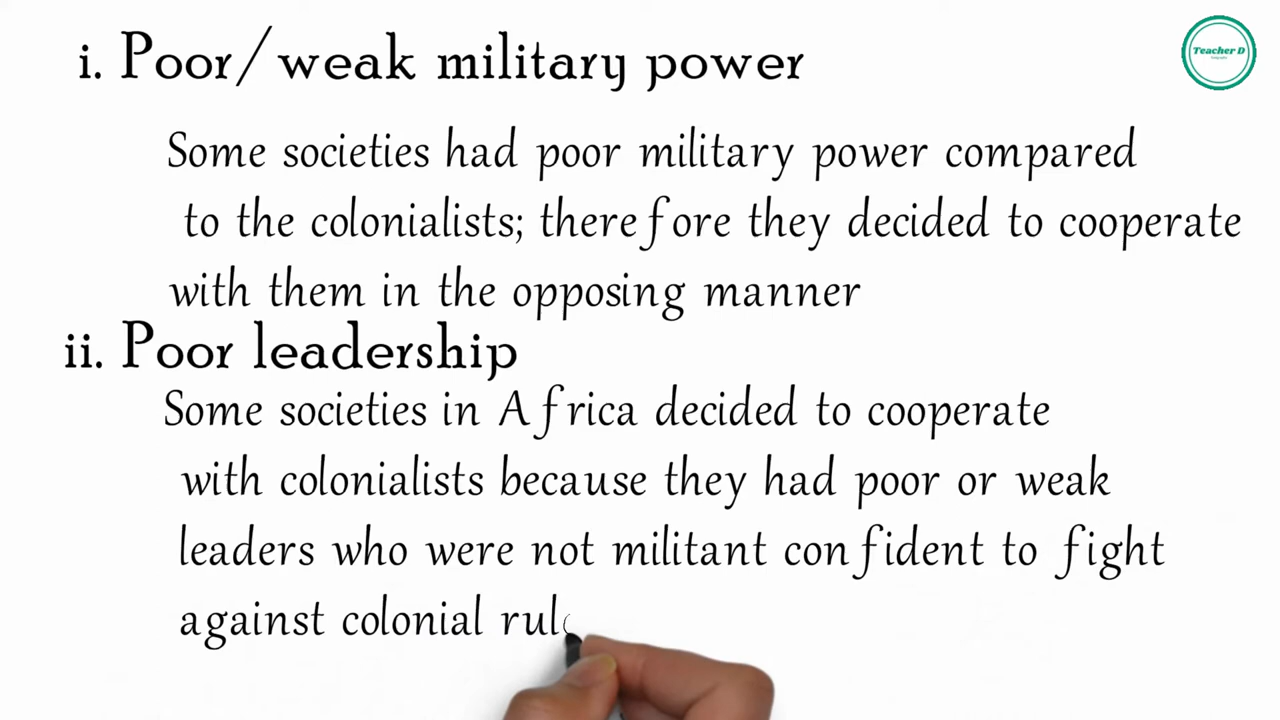 i. Poor/ weak military power
Teacher D
Some societies had poor military power compared
to the colonialists; therefore they decided to cooperate
with them in the opposing manner
ii. Poor leadership
Some societies in Africa decided to cooperate
with colonialists because they had poor or weak
leaders who were not militant confident to fight
against colonial rul